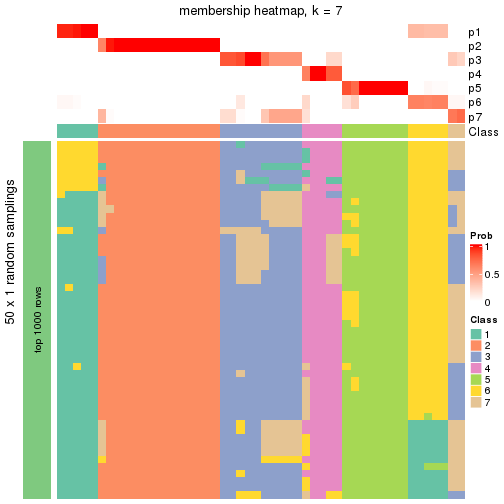 membership heatmap, k = 7
p1
p2
p3
p4
p5
p6
p7
Class
50 x 1 random samplings
top 1000 rows
Prob
1
0.5
0
Class
1
2
3
4
5
6
7